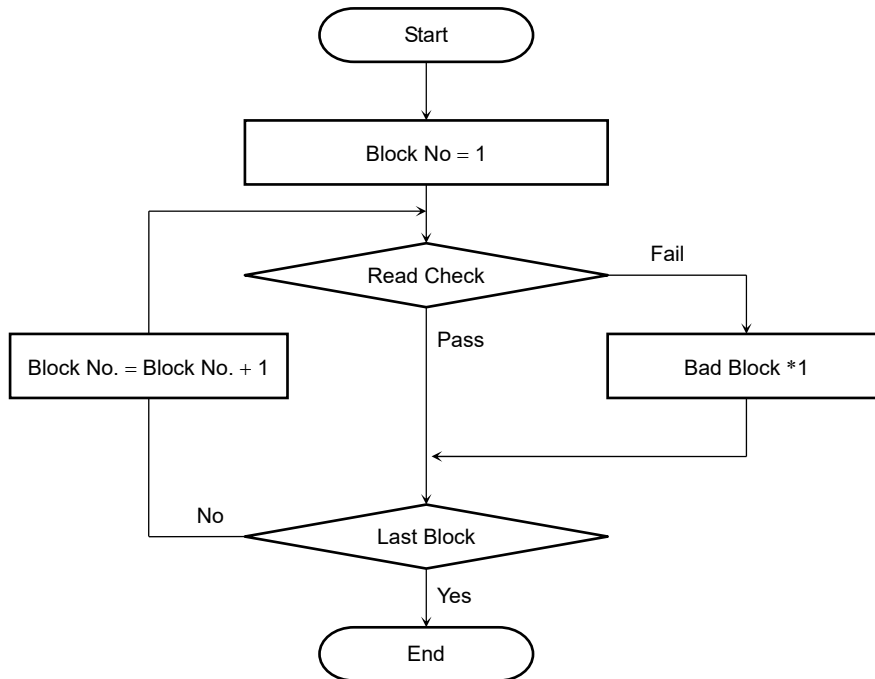 Start
Block No = 1
Read Check
Fail
Pass
Block No. = Block No. + 1
Bad Block *1
No
Last Block
Yes
End